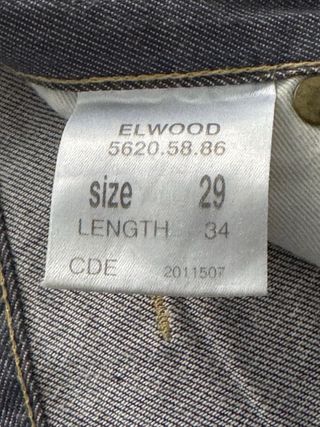 ELWOOD
5620.58.86
size 29
LENGTH 34
CDE 2011507